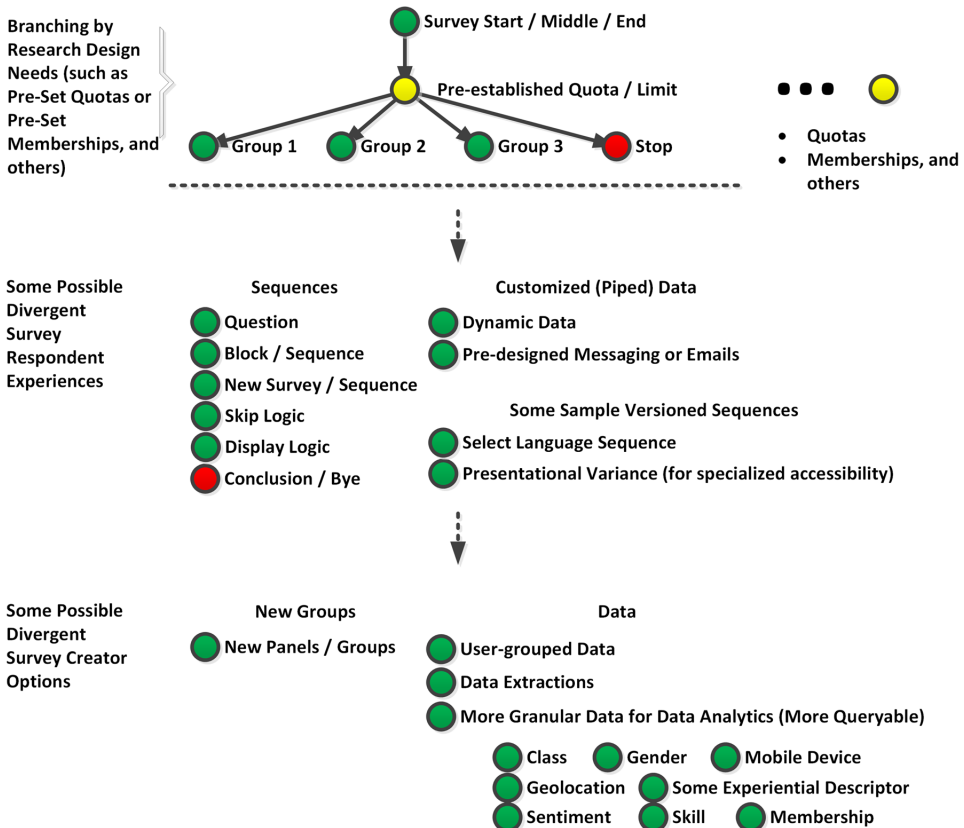 Branching by
Research Design
Needs (such as
Pre-Set Quotas or
Pre-Set
Memberships, and
others)
Survey Start / Middle / End
Pre-established Quota / Limit
Group 1
Group 2
Group 3
Stop
• Quotas
• Memberships, and
others
Some Possible
Divergent
Survey
Respondent
Experiences
Sequences
Question
Block / Sequence
New Survey / Sequence
Skip Logic
Display Logic
Conclusion / Bye
Customized (Piped) Data
Dynamic Data
Pre-designed Messaging or Emails
Some Sample Versioned Sequences
Select Language Sequence
Presentational Variance (for specialized accessibility)
Some Possible
Divergent
Survey Creator
Options
New Groups
New Panels / Groups
Data
User-grouped Data
Data Extractions
More Granular Data for Data Analytics (More Queryable)
Class
Gender
Mobile Device
Geolocation
Some Experiential Descriptor
Sentiment
Skill
Membership